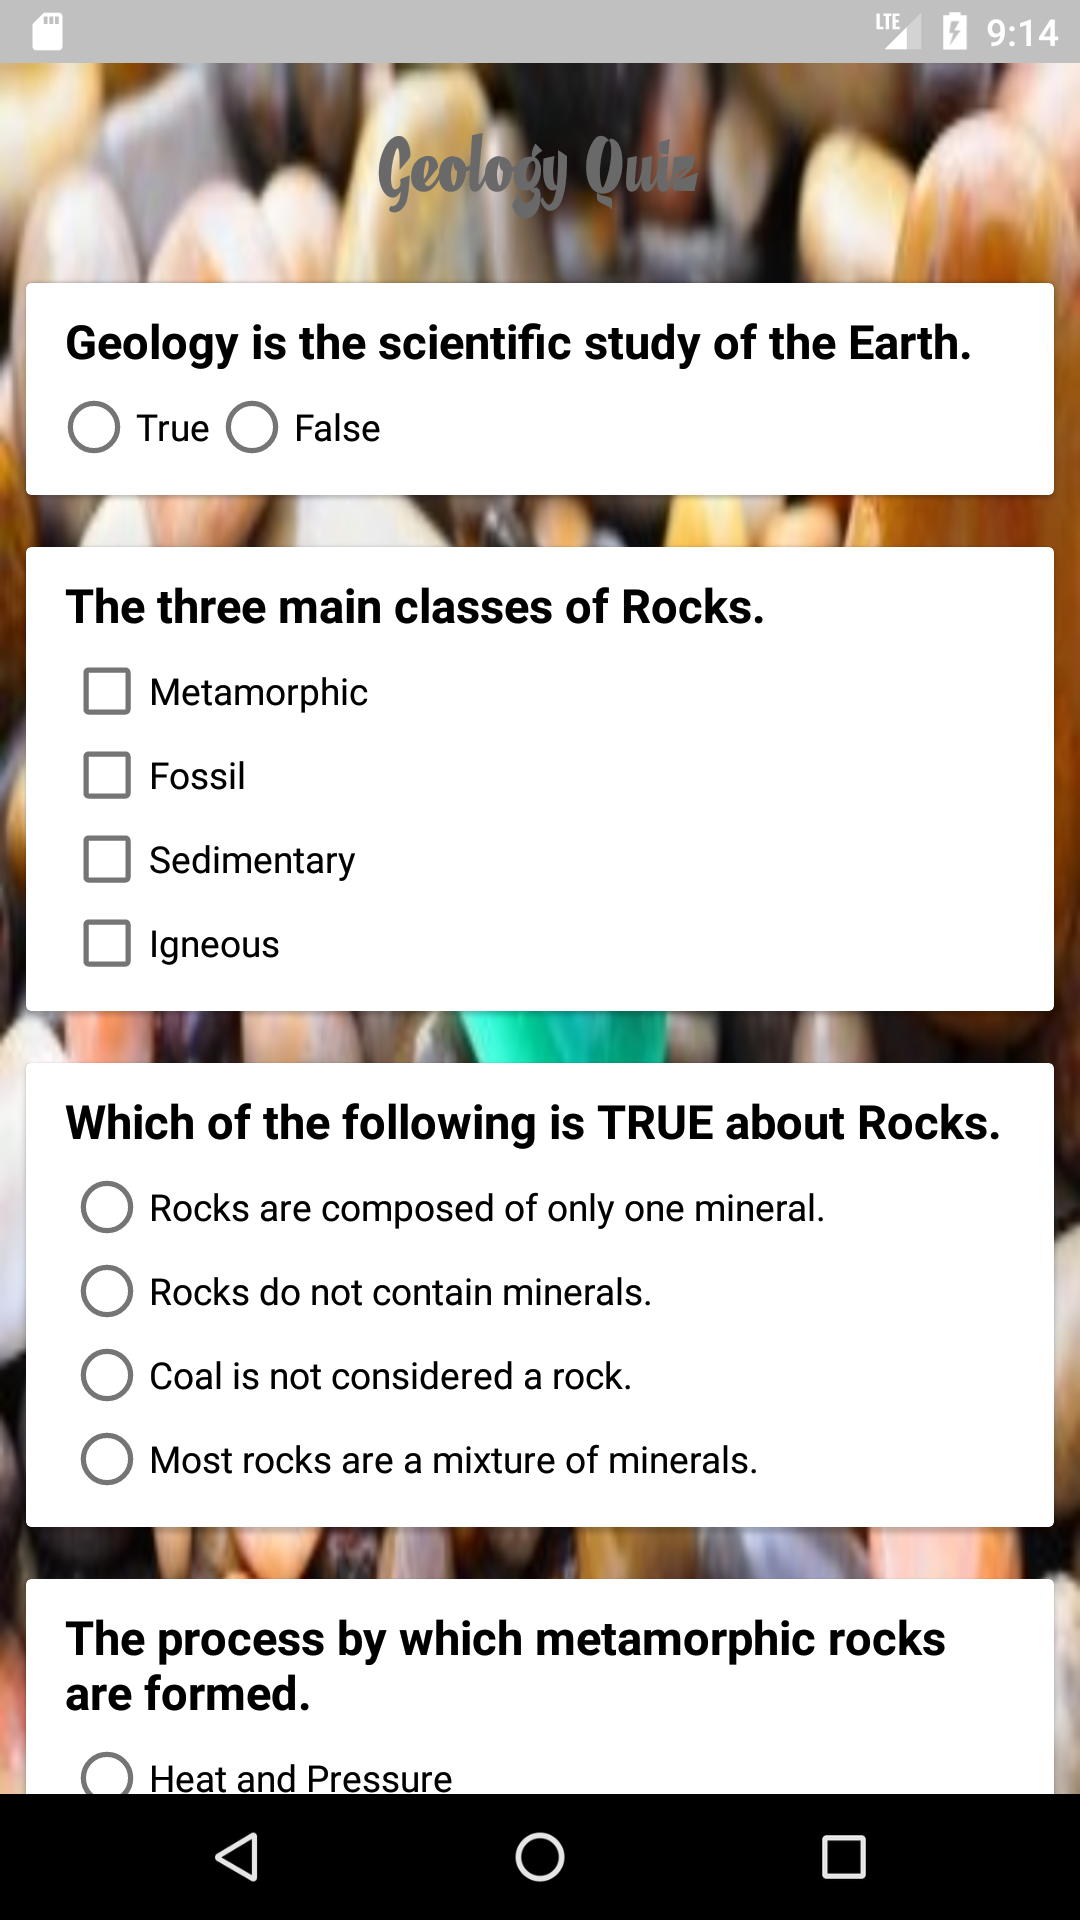 LTE 9:14
Geology Quiz
Geology is the scientific study of the Earth.
True False
The three main classes of Rocks.
Metamorphic
Fossil
Sedimentary
Igneous
Which of the following is TRUE about Rocks.
Rocks are composed of only one mineral.
Rocks do not contain minerals.
Coal is not considered a rock.
Most rocks are a mixture of minerals.
The process by which metamorphic rocks
are formed.
Heat and Pressure